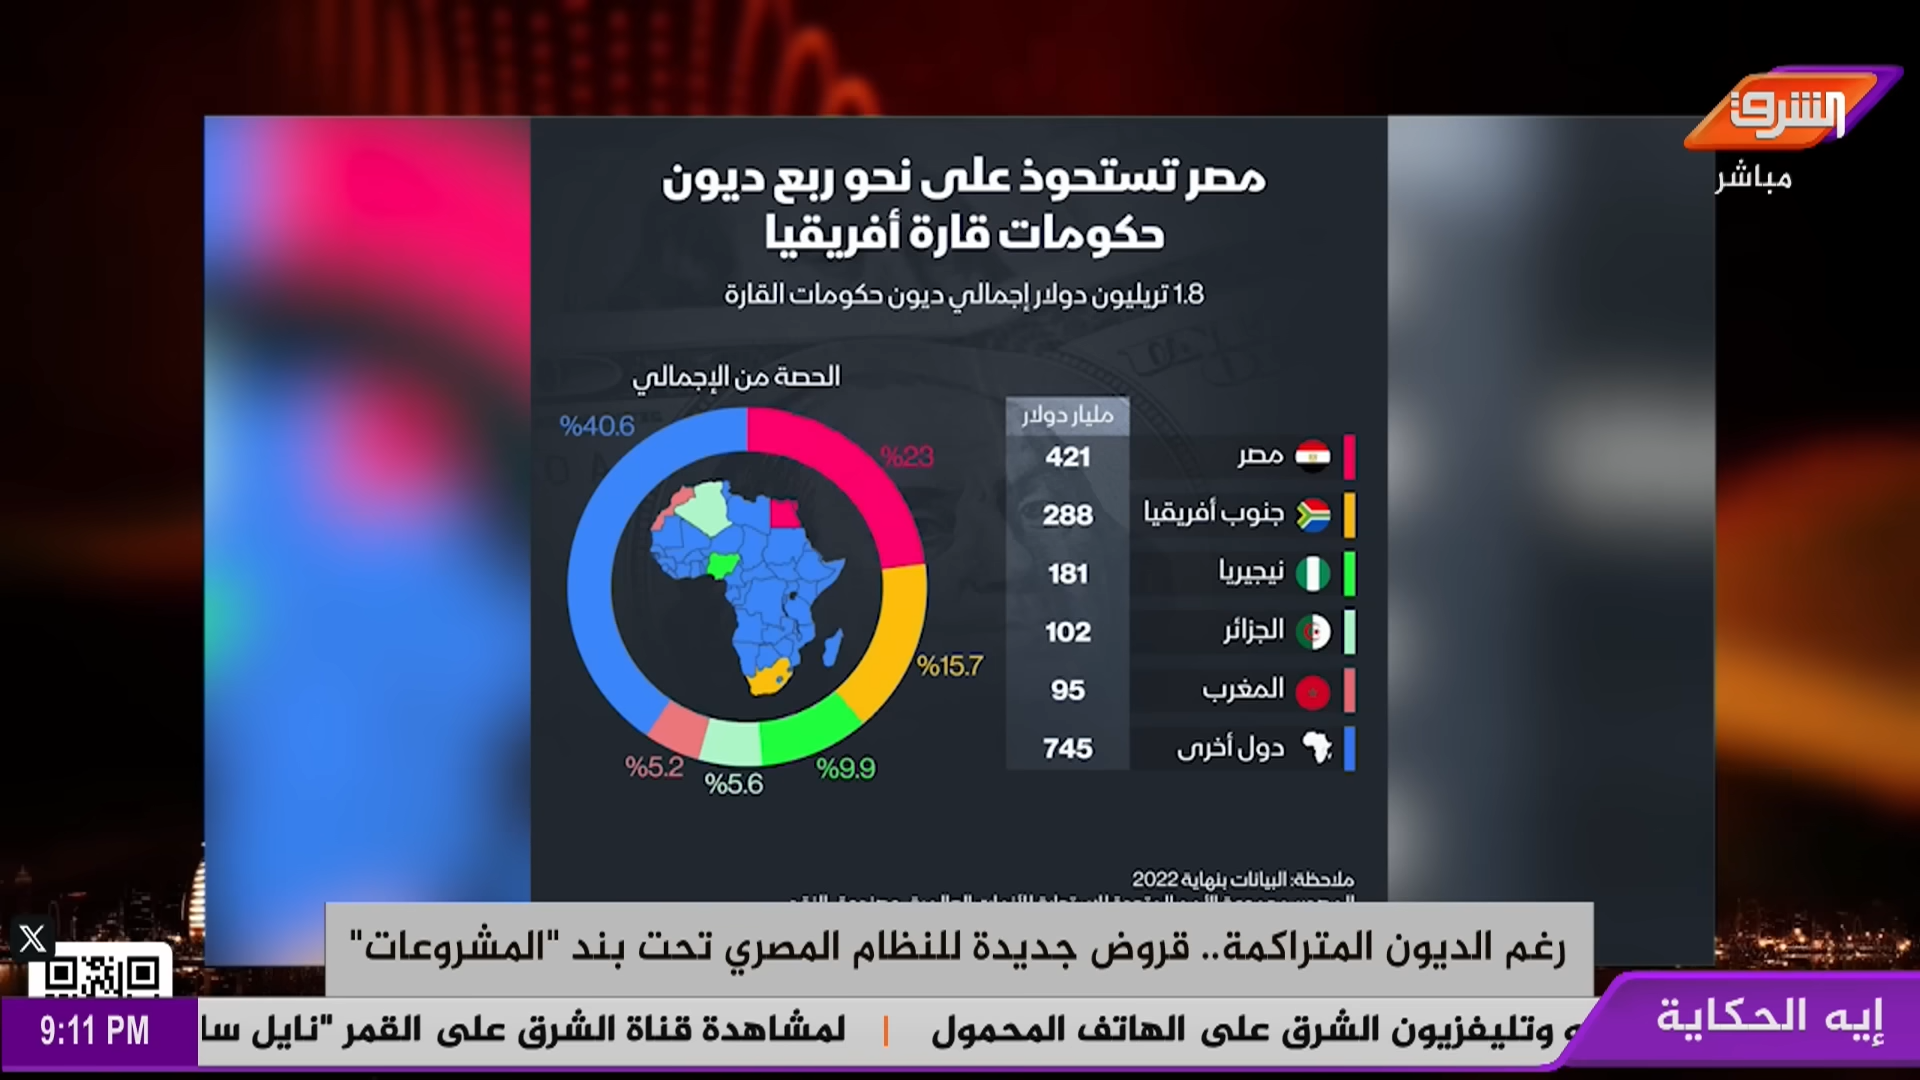 الشرق
مباشر
مصر تستحوذ على نحو ربع ديون
حكومات قارة أفريقيا
1.8 تريليون دولار إجمالي ديون حكومات القارة
الحصة من الإجمالي
%40.6
%23
%15.7
%9.9
%5.6
%5.2
مليار دولار
مصر 421
جنوب أفريقيا 288
نيجيريا 181
الجزائر 102
المغرب 95
دول أخرى 745
ملاحظة: البيانات بنهاية 2022
رغم الديون المتراكمة.. قروض جديدة للنظام المصري تحت بند "المشروعات"
إيه الحكاية
وتليفزيون الشرق على الهاتف المحمول | لمشاهدة قناة الشرق على القمر "نايل سا
9:11 PM